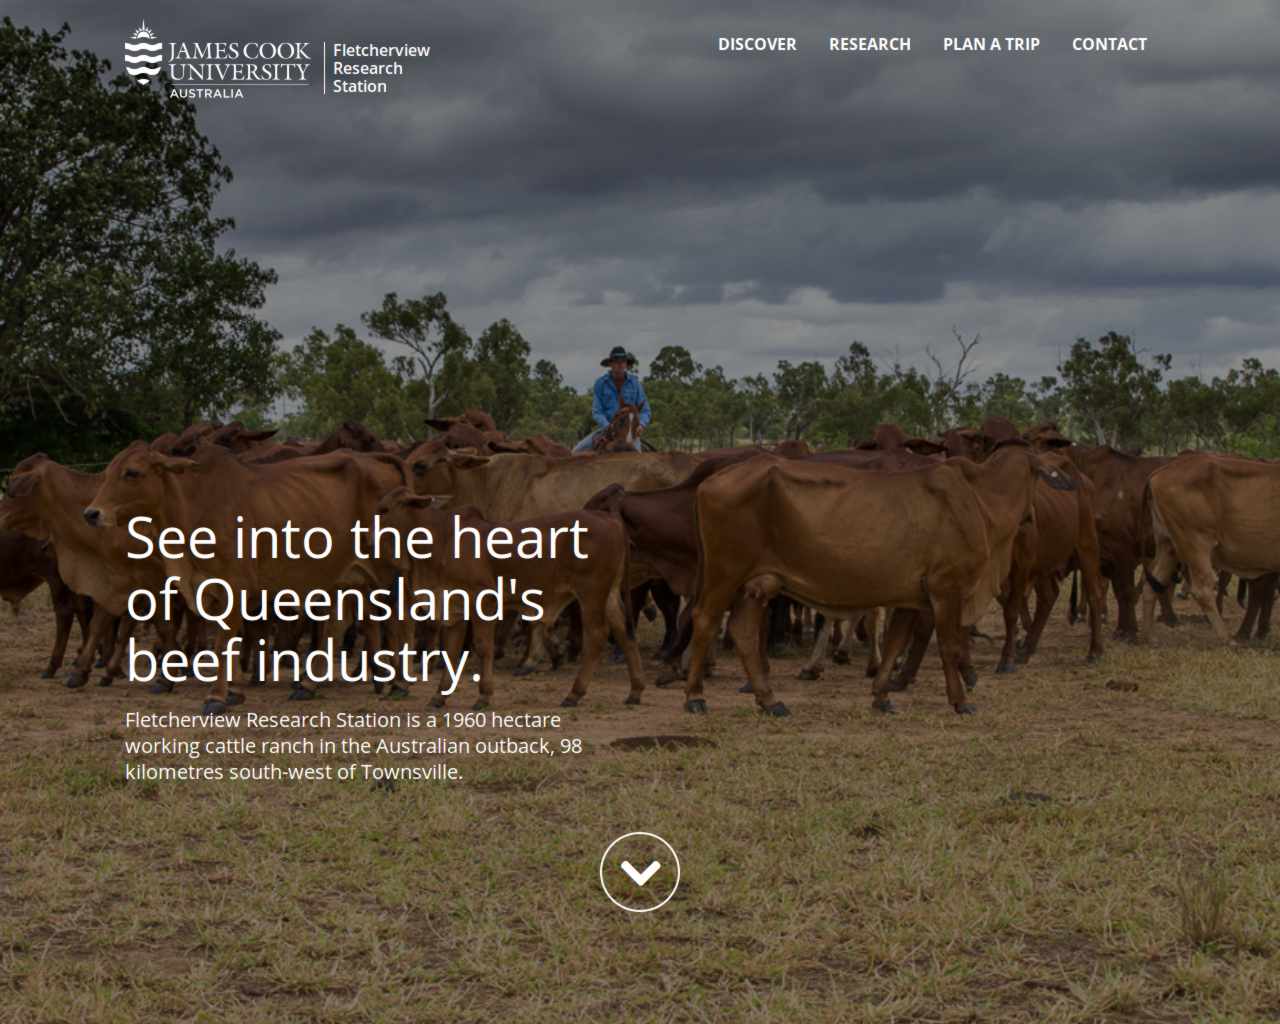 JAMES COOK
UNIVERSITY
AUSTRALIA
Fletcherview
Research
Station
DISCOVER RESEARCH PLAN A TRIP CONTACT
See into the heart
of Queensland's
beef industry.
Fletcherview Research Station is a 1960 hectare
working cattle ranch in the Australian outback, 98
kilometres south-west of Townsville.